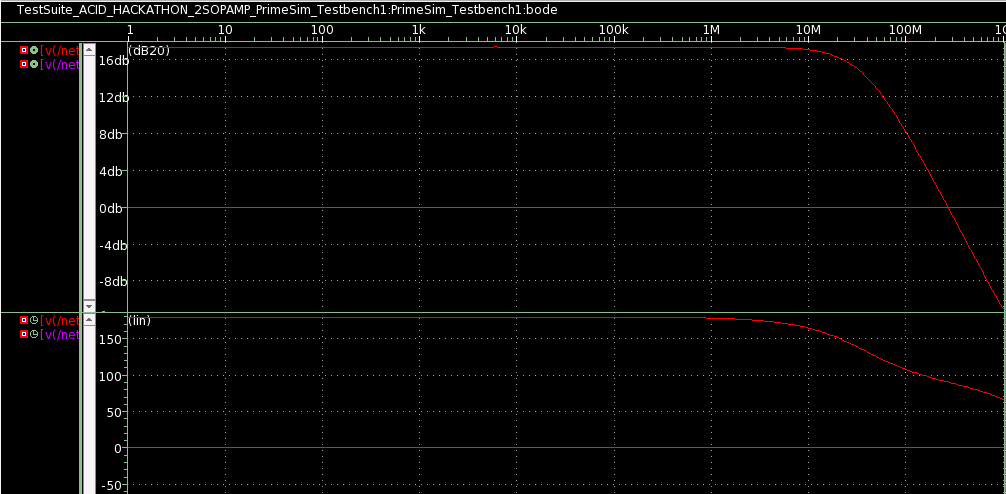 TestSuite_ACID_HACKATHON_2SOPAMP_PrimeSim_Testbench1:PrimeSim_Testbench1:bode
1 10 100 1k 10k 100k 1M 10M 100M 10
[v(/net (dB20)
[v(/net
16db
12db
8db
4db
0db
-4db
-8db
[v(/net (lin)
[v(/net
150
100
50
0
-50